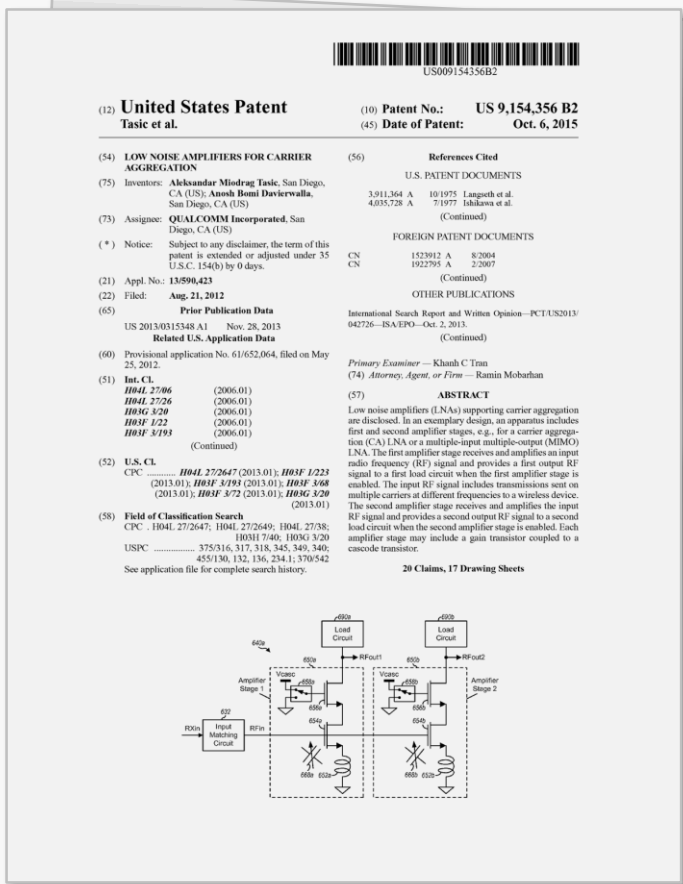 US009154356B2
(12) United States Patent
Tasic et al.
(10) Patent No.: US 9,154,356 B2
(45) Date of Patent: Oct. 6, 2015
(54) LOW NOISE AMPLIFIERS FOR CARRIER
AGGREGATION
(75) Inventors: Aleksandar Miodrag Tasic, San Diego,
CA (US); Anosh Bomi Davierwalla,
San Diego, CA (US)
(73) Assignee: QUALCOMM Incorporated, San
Diego, CA (US)
( * ) Notice: Subject to any disclaimer, the term of this
patent is extended or adjusted under 35
U.S.C. 154(b) by 0 days.
(21) Appl. No.: 13/590,423
(22) Filed: Aug. 21, 2012
(65) Prior Publication Data
US 2013/0315348 A1 Nov. 28, 2013
Related U.S. Application Data
(60) Provisional application No. 61/652,064, filed on May
25, 2012.
(51) Int. Cl.
H04L 27/06 (2006.01)
H04L 27/26 (2006.01)
H03G 3/20 (2006.01)
H03F 1/22 (2006.01)
H03F 3/193 (2006.01)
(Continued)
(52) U.S. Cl.
CPC ........... H04L 27/2647 (2013.01); H03F 1/223
(2013.01); H03F 3/193 (2013.01); H03F 3/68
(2013.01); H03F 3/72 (2013.01); H03G 3/20
(2013.01)
(58) Field of Classification Search
CPC . H04L 27/2647; H04L 27/2649; H04L 27/38;
H03H 7/40; H03G 3/20
USPC ................. 375/316, 317, 318, 345, 349, 340;
455/130, 132, 136, 234.1; 370/542
See application file for complete search history.
(56) References Cited
U.S. PATENT DOCUMENTS
3,911,364 A 10/1975 Langseth et al.
4,035,728 A 7/1977 Ishikawa et al.
(Continued)
FOREIGN PATENT DOCUMENTS
CN 1523912 A 8/2004
CN 1922795 A 2/2007
(Continued)
OTHER PUBLICATIONS
International Search Report and Written Opinion—PCT/US2013/
042726—ISA/EPO—Oct. 2, 2013.
(Continued)
Primary Examiner — Khanh C Tran
(74) Attorney, Agent, or Firm — Ramin Mobarhan
(57) ABSTRACT
Low noise amplifiers (LNAs) supporting carrier aggregation
are disclosed. In an exemplary design, an apparatus includes
first and second amplifier stages, e.g., for a carrier aggrega-
tion (CA) LNA or a multiple-input multiple-output (MIMO)
LNA. The first amplifier stage receives and amplifies an input
radio frequency (RF) signal and provides a first output RF
signal to a first load circuit when the first amplifier stage is
enabled. The input RF signal includes transmissions sent on
multiple carriers at different frequencies to a wireless device.
The second amplifier stage receives and amplifies the input
RF signal and provides a second output RF signal to a second
load circuit when the second amplifier stage is enabled. Each
amplifier stage may include a gain transistor coupled to a
cascode transistor.
20 Claims, 17 Drawing Sheets
690a 690b
Load
Circuit
Load
Circuit
640a
650a RFout1 650b RFout2
Amplifier
Stage 1
Vcasc
658a
656a
Vcasc
658b
656b
Amplifier
Stage 2
632
654a 654b
RXin
Input
Matching
Circuit
RFin
668a 652a 668b 652b